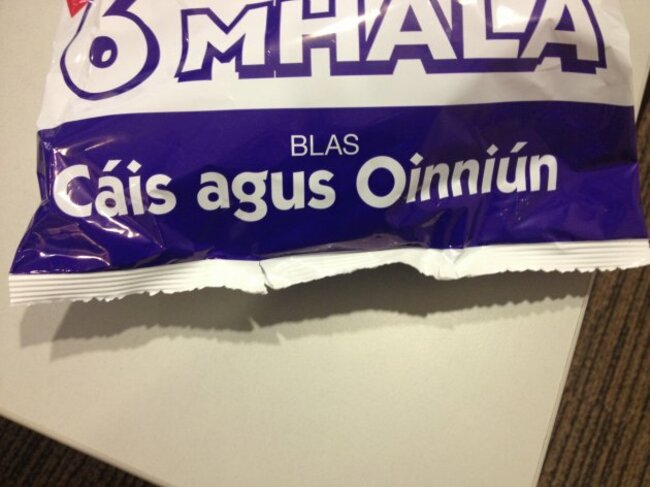 6 MHÁLA
BLAS
Cáis agus Oinniún